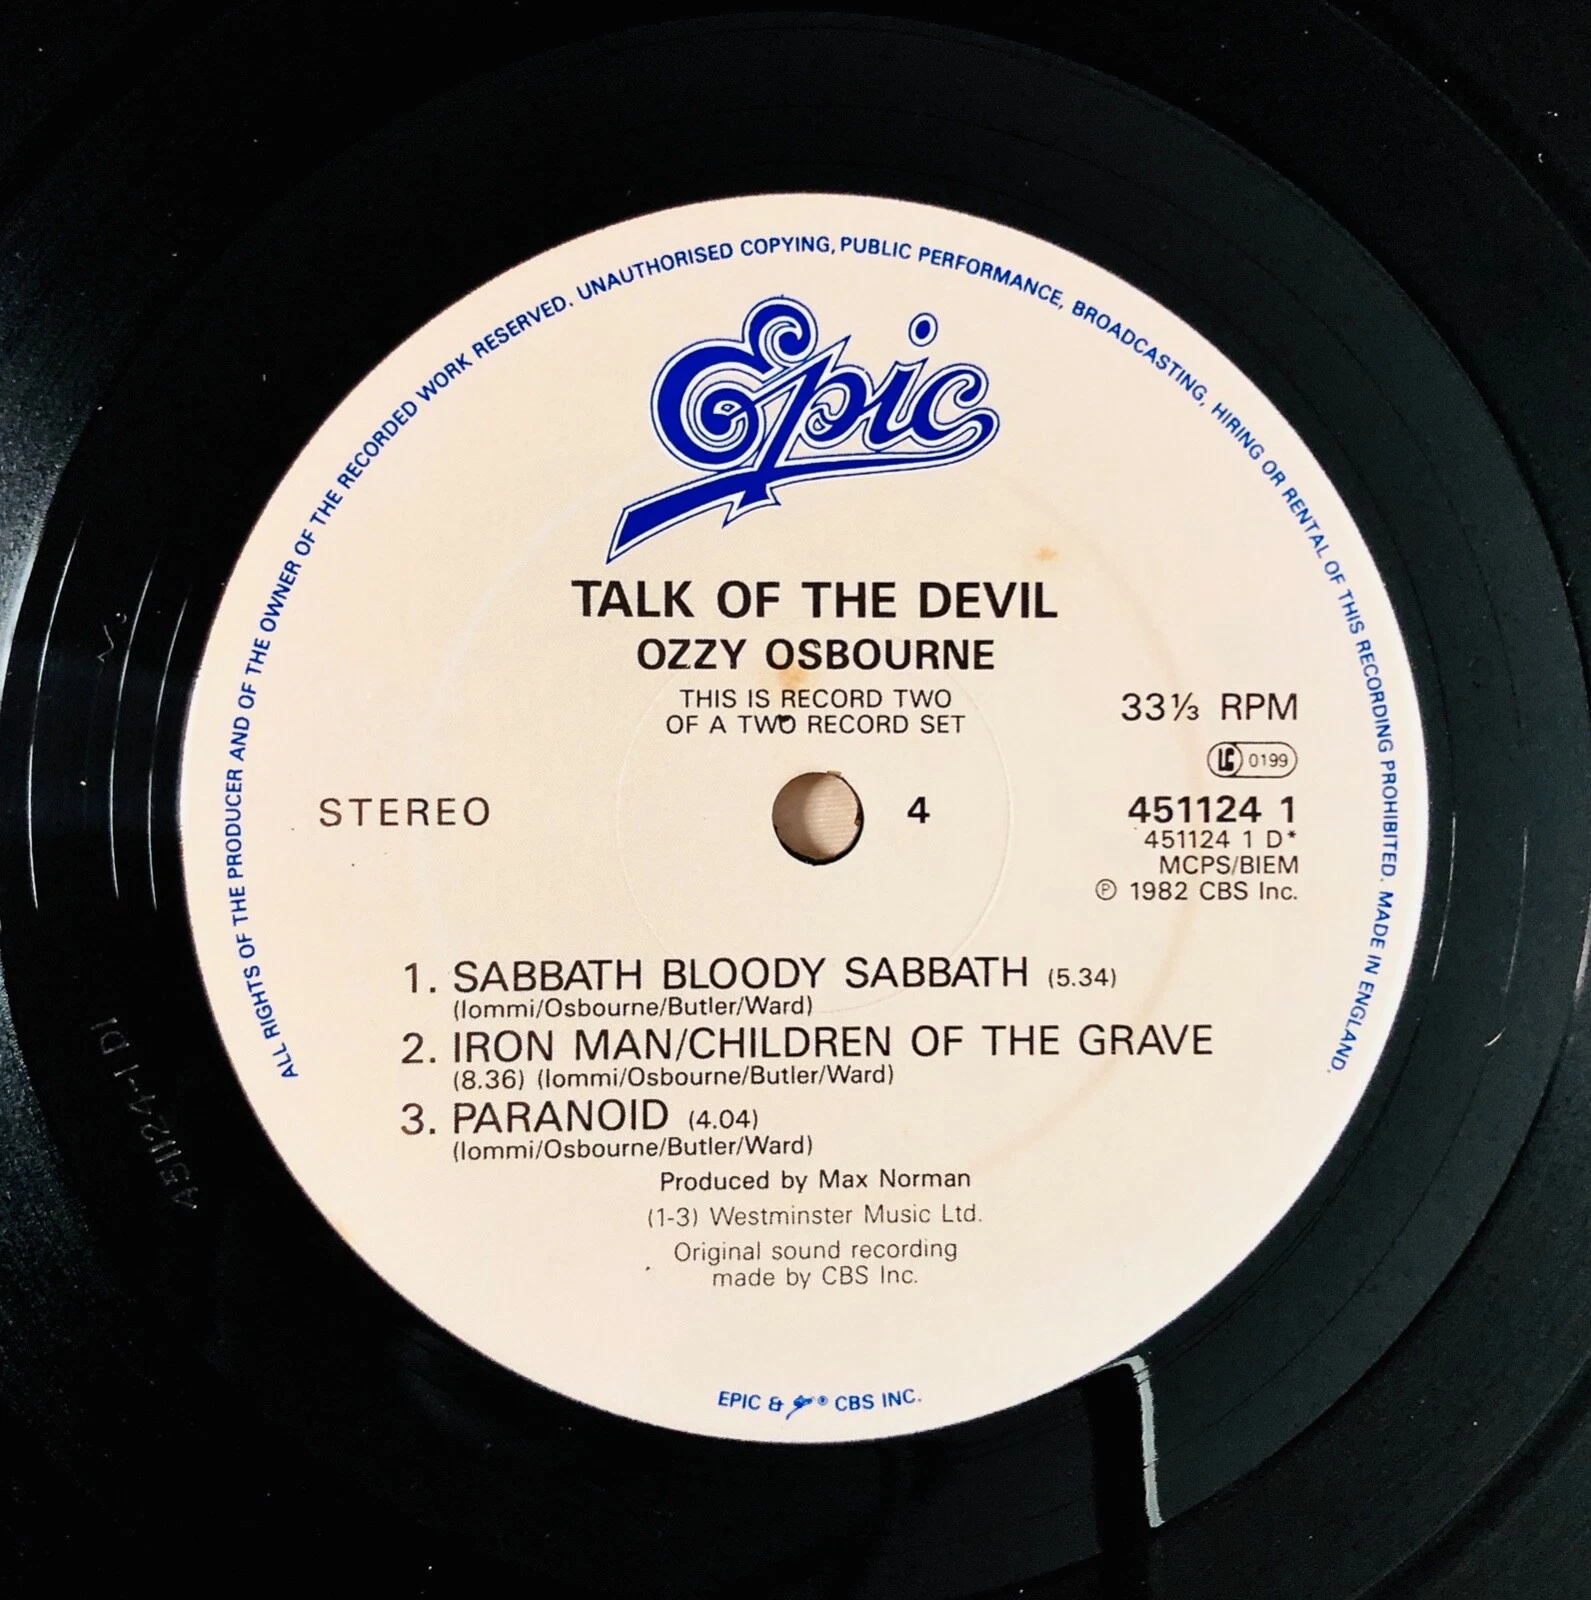 ALL RIGHTS OF THE PRODUCER AND OF THE OWNER OF THE RECORDED WORK RESERVED. UNAUTHORISED COPYING, PUBLIC PERFORMANCE, BROADCASTING, HIRING OR RENTAL OF THIS RECORDING PROHIBITED. MADE IN ENGLAND.
Epic
TALK OF THE DEVIL
OZZY OSBOURNE
THIS IS RECORD TWO
OF A TWO RECORD SET
33⅓ RPM
LC 0199
STEREO
4
451124 1
451124 1 D*
MCPS/BIEM
℗ 1982 CBS Inc.
1. SABBATH BLOODY SABBATH (5.34)
(Iommi/Osbourne/Butler/Ward)
2. IRON MAN/CHILDREN OF THE GRAVE
(8.36) (Iommi/Osbourne/Butler/Ward)
3. PARANOID (4.04)
(Iommi/Osbourne/Butler/Ward)
Produced by Max Norman
(1-3) Westminster Music Ltd.
Original sound recording
made by CBS Inc.
EPIC & ® CBS INC.